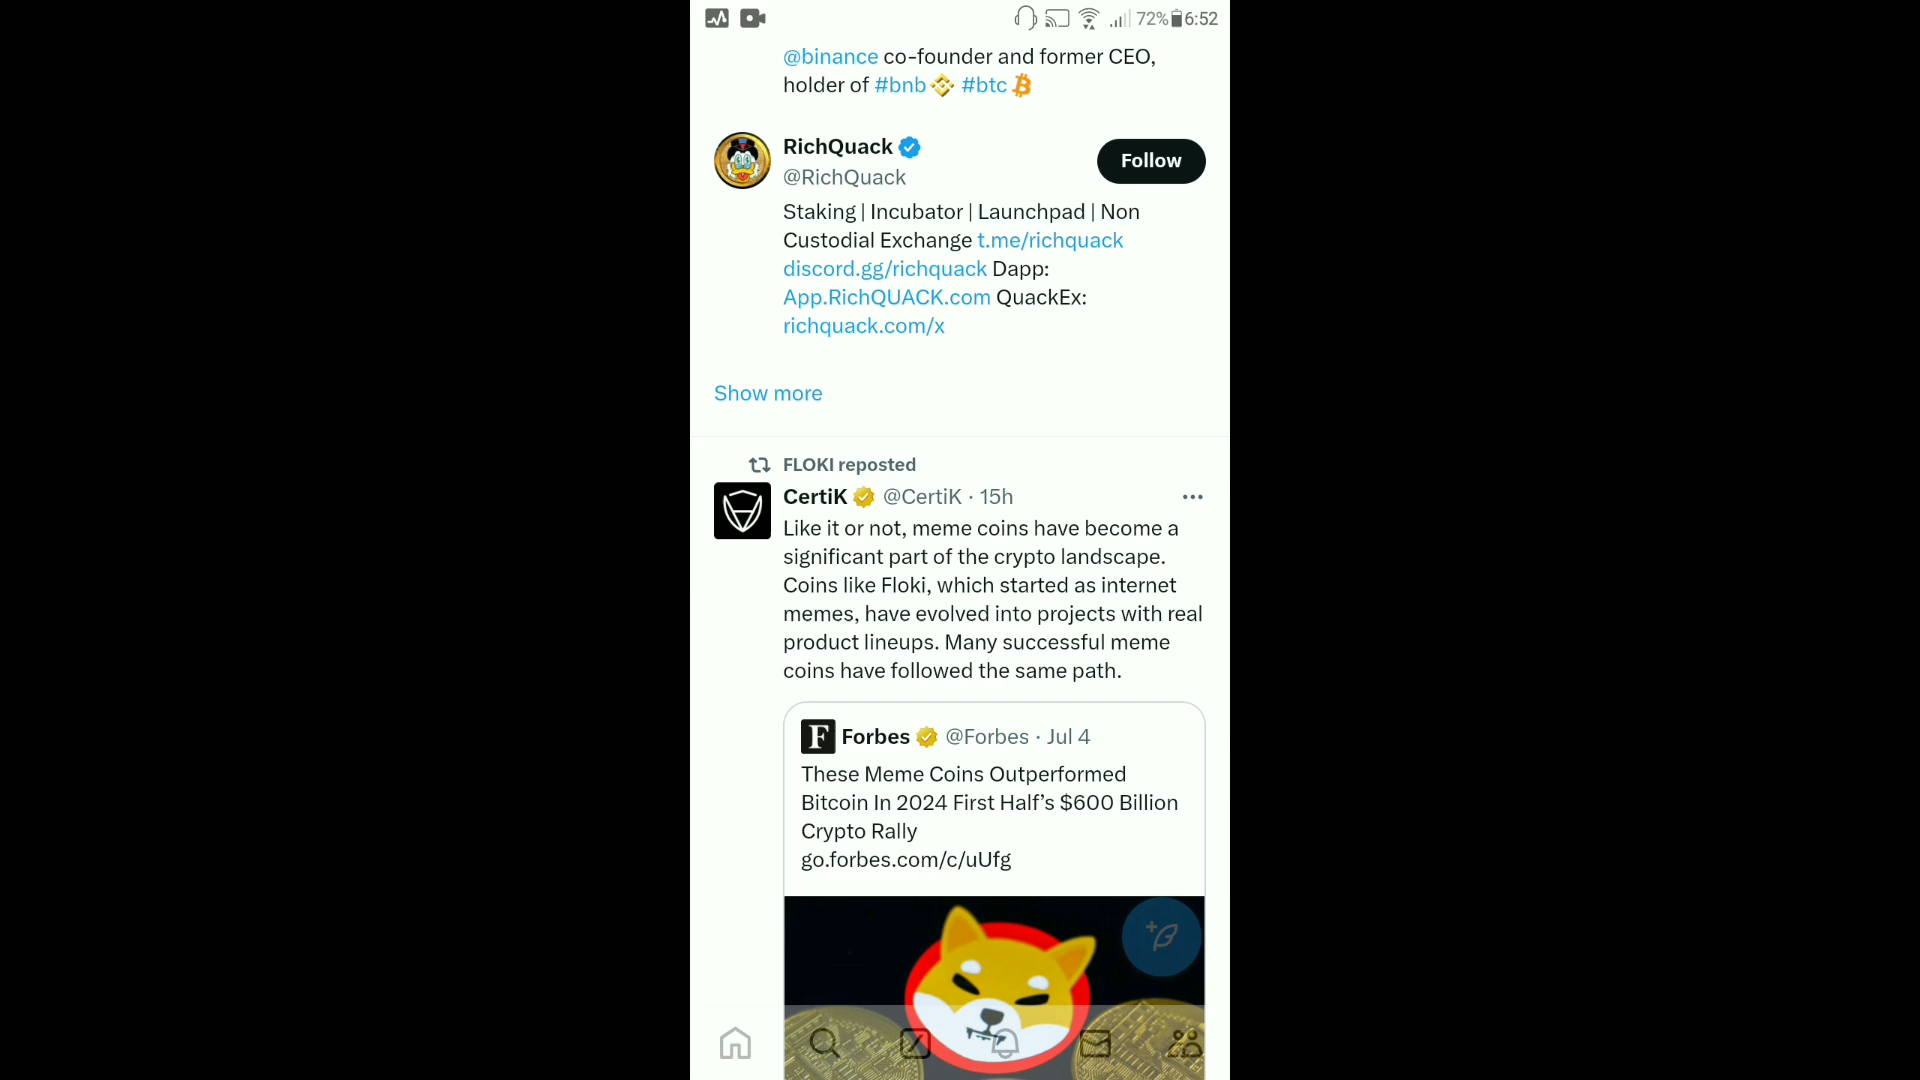 72% 6:52
@binance co-founder and former CEO,
holder of #bnb #btc
RichQuack
Follow
@RichQuack
Staking | Incubator | Launchpad | Non
Custodial Exchange t.me/richquack
discord.gg/richquack Dapp:
App.RichQUACK.com QuackEx:
richquack.com/x
Show more
FLOKI reposted
CertiK @CertiK · 15h
Like it or not, meme coins have become a
significant part of the crypto landscape.
Coins like Floki, which started as internet
memes, have evolved into projects with real
product lineups. Many successful meme
coins have followed the same path.
F Forbes @Forbes · Jul 4
These Meme Coins Outperformed
Bitcoin In 2024 First Half’s $600 Billion
Crypto Rally
go.forbes.com/c/uUfg